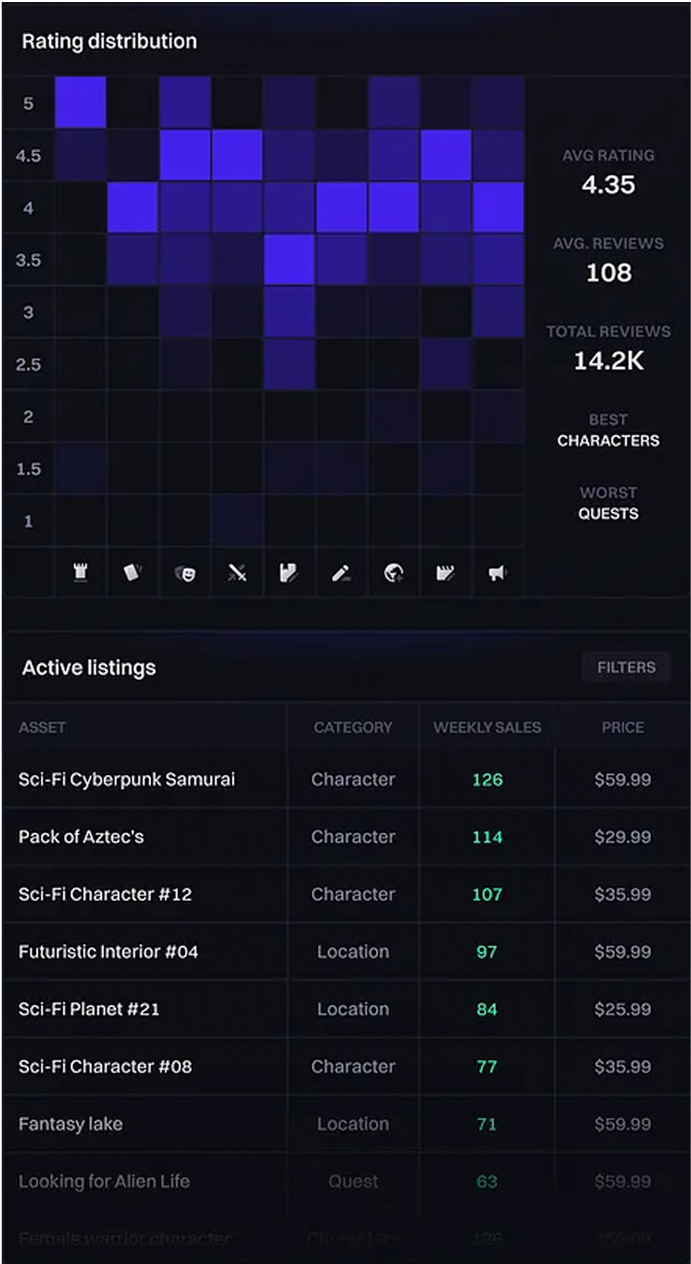 Rating distribution
5
4.5
4
3.5
3
2.5
2
1.5
1
AVG RATING
4.35
AVG. REVIEWS
108
TOTAL REVIEWS
14.2K
BEST
CHARACTERS
WORST
QUESTS
Active listings
FILTERS
ASSET CATEGORY WEEKLY SALES PRICE
Sci-Fi Cyberpunk Samurai Character 126 $59.99
Pack of Aztec's Character 114 $29.99
Sci-Fi Character #12 Character 107 $35.99
Futuristic Interior #04 Location 97 $59.99
Sci-Fi Planet #21 Location 84 $25.99
Sci-Fi Character #08 Character 77 $35.99
Fantasy lake Location 71 $59.99
Looking for Alien Life Quest 63 $59.99
Female warrior character